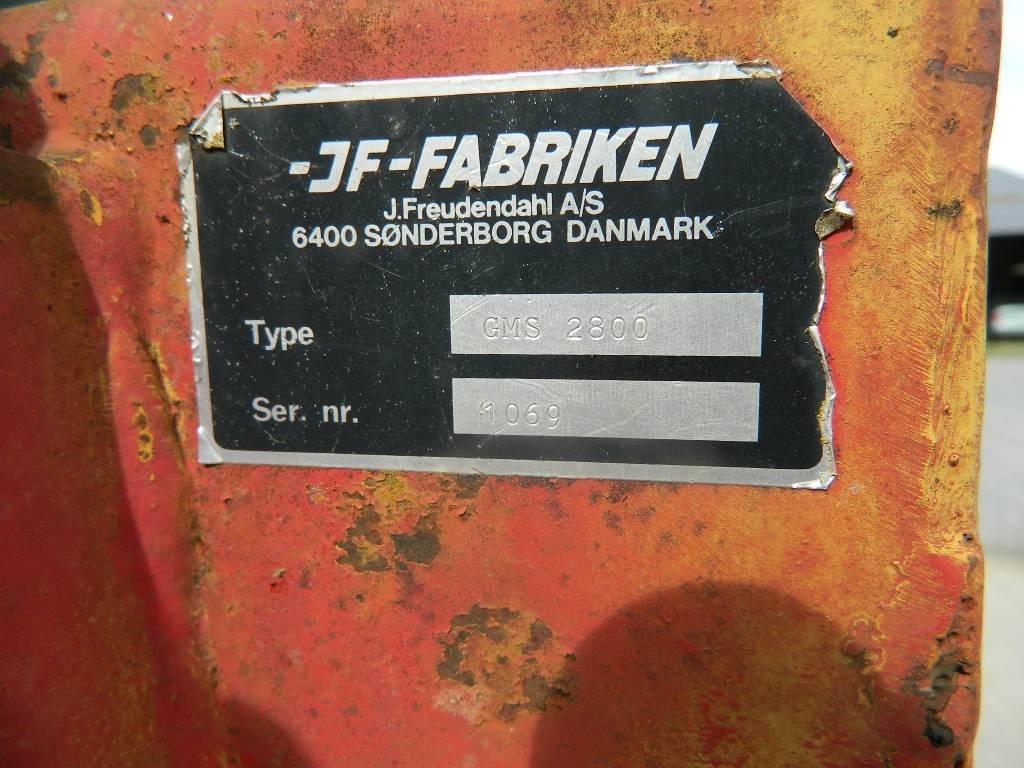 -JF-FABRIKEN
J.Freudendahl A/S
6400 SØNDERBORG DANMARK
Type GMS 2800
Ser. nr. 1069